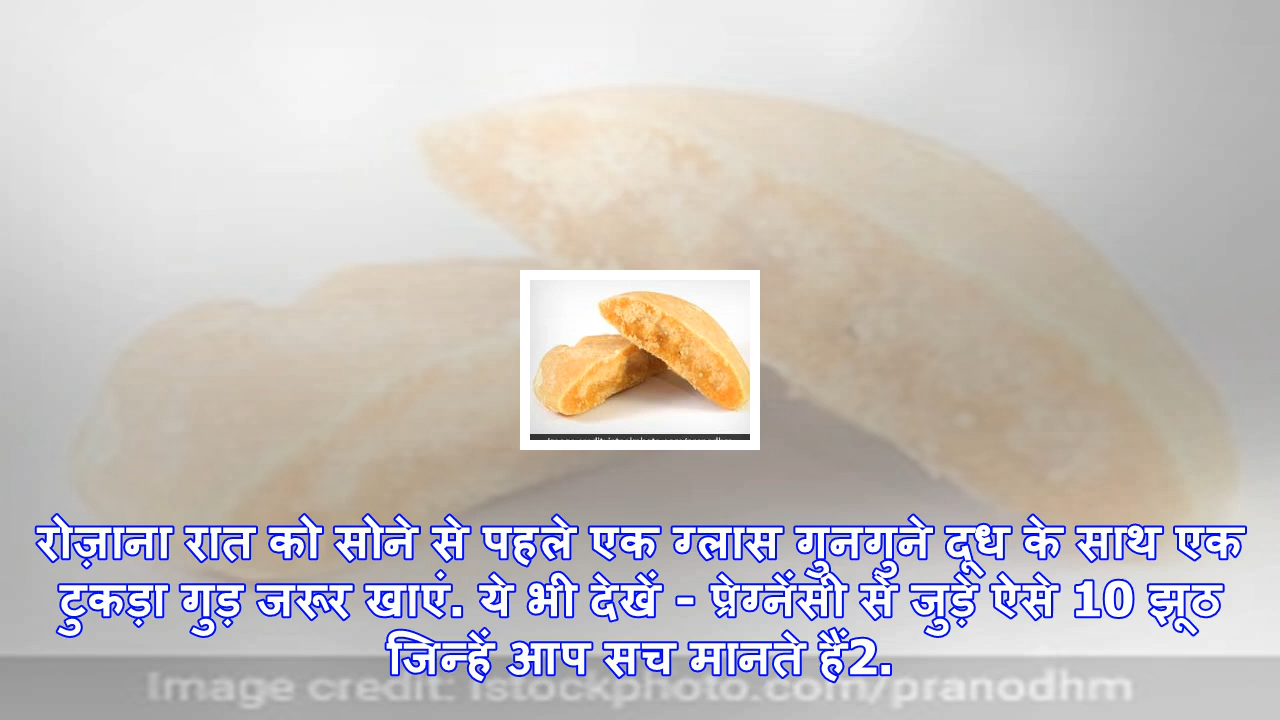 रोज़ाना रात को सोने से पहले एक ग्लास गुनगुने दूध के साथ एक
टुकड़ा गुड़ जरूर खाएं. ये भी देखें - प्रेग्नेंसी से जुड़े ऐसे 10 झूठ
जिन्हें आप सच मानते हैं2.
Image credit: istockphoto.com/pranodhm